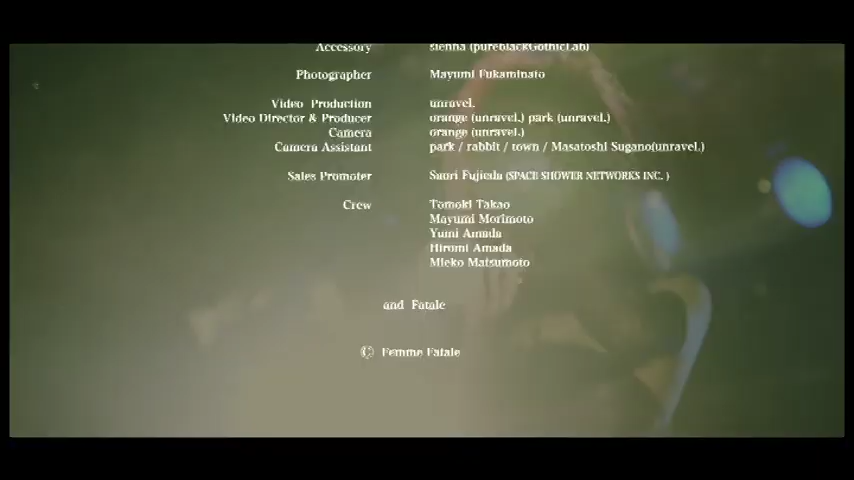 Accessory sienna (pureblackGothicLab)
Photographer Mayumi Fukaminato
Video Production unravel.
Video Director & Producer orange (unravel.) park (unravel.)
Camera orange (unravel.)
Camera Assistant park / rabbit / town / Masatoshi Sugano(unravel.)
Sales Promoter Saori Fujieda (SPACE SHOWER NETWORKS INC. )
Crew Tomoki Takao
Mayumi Morimoto
Yumi Amada
Hiromi Amada
Mieko Matsumoto
and Fatale
© Femme Fatale